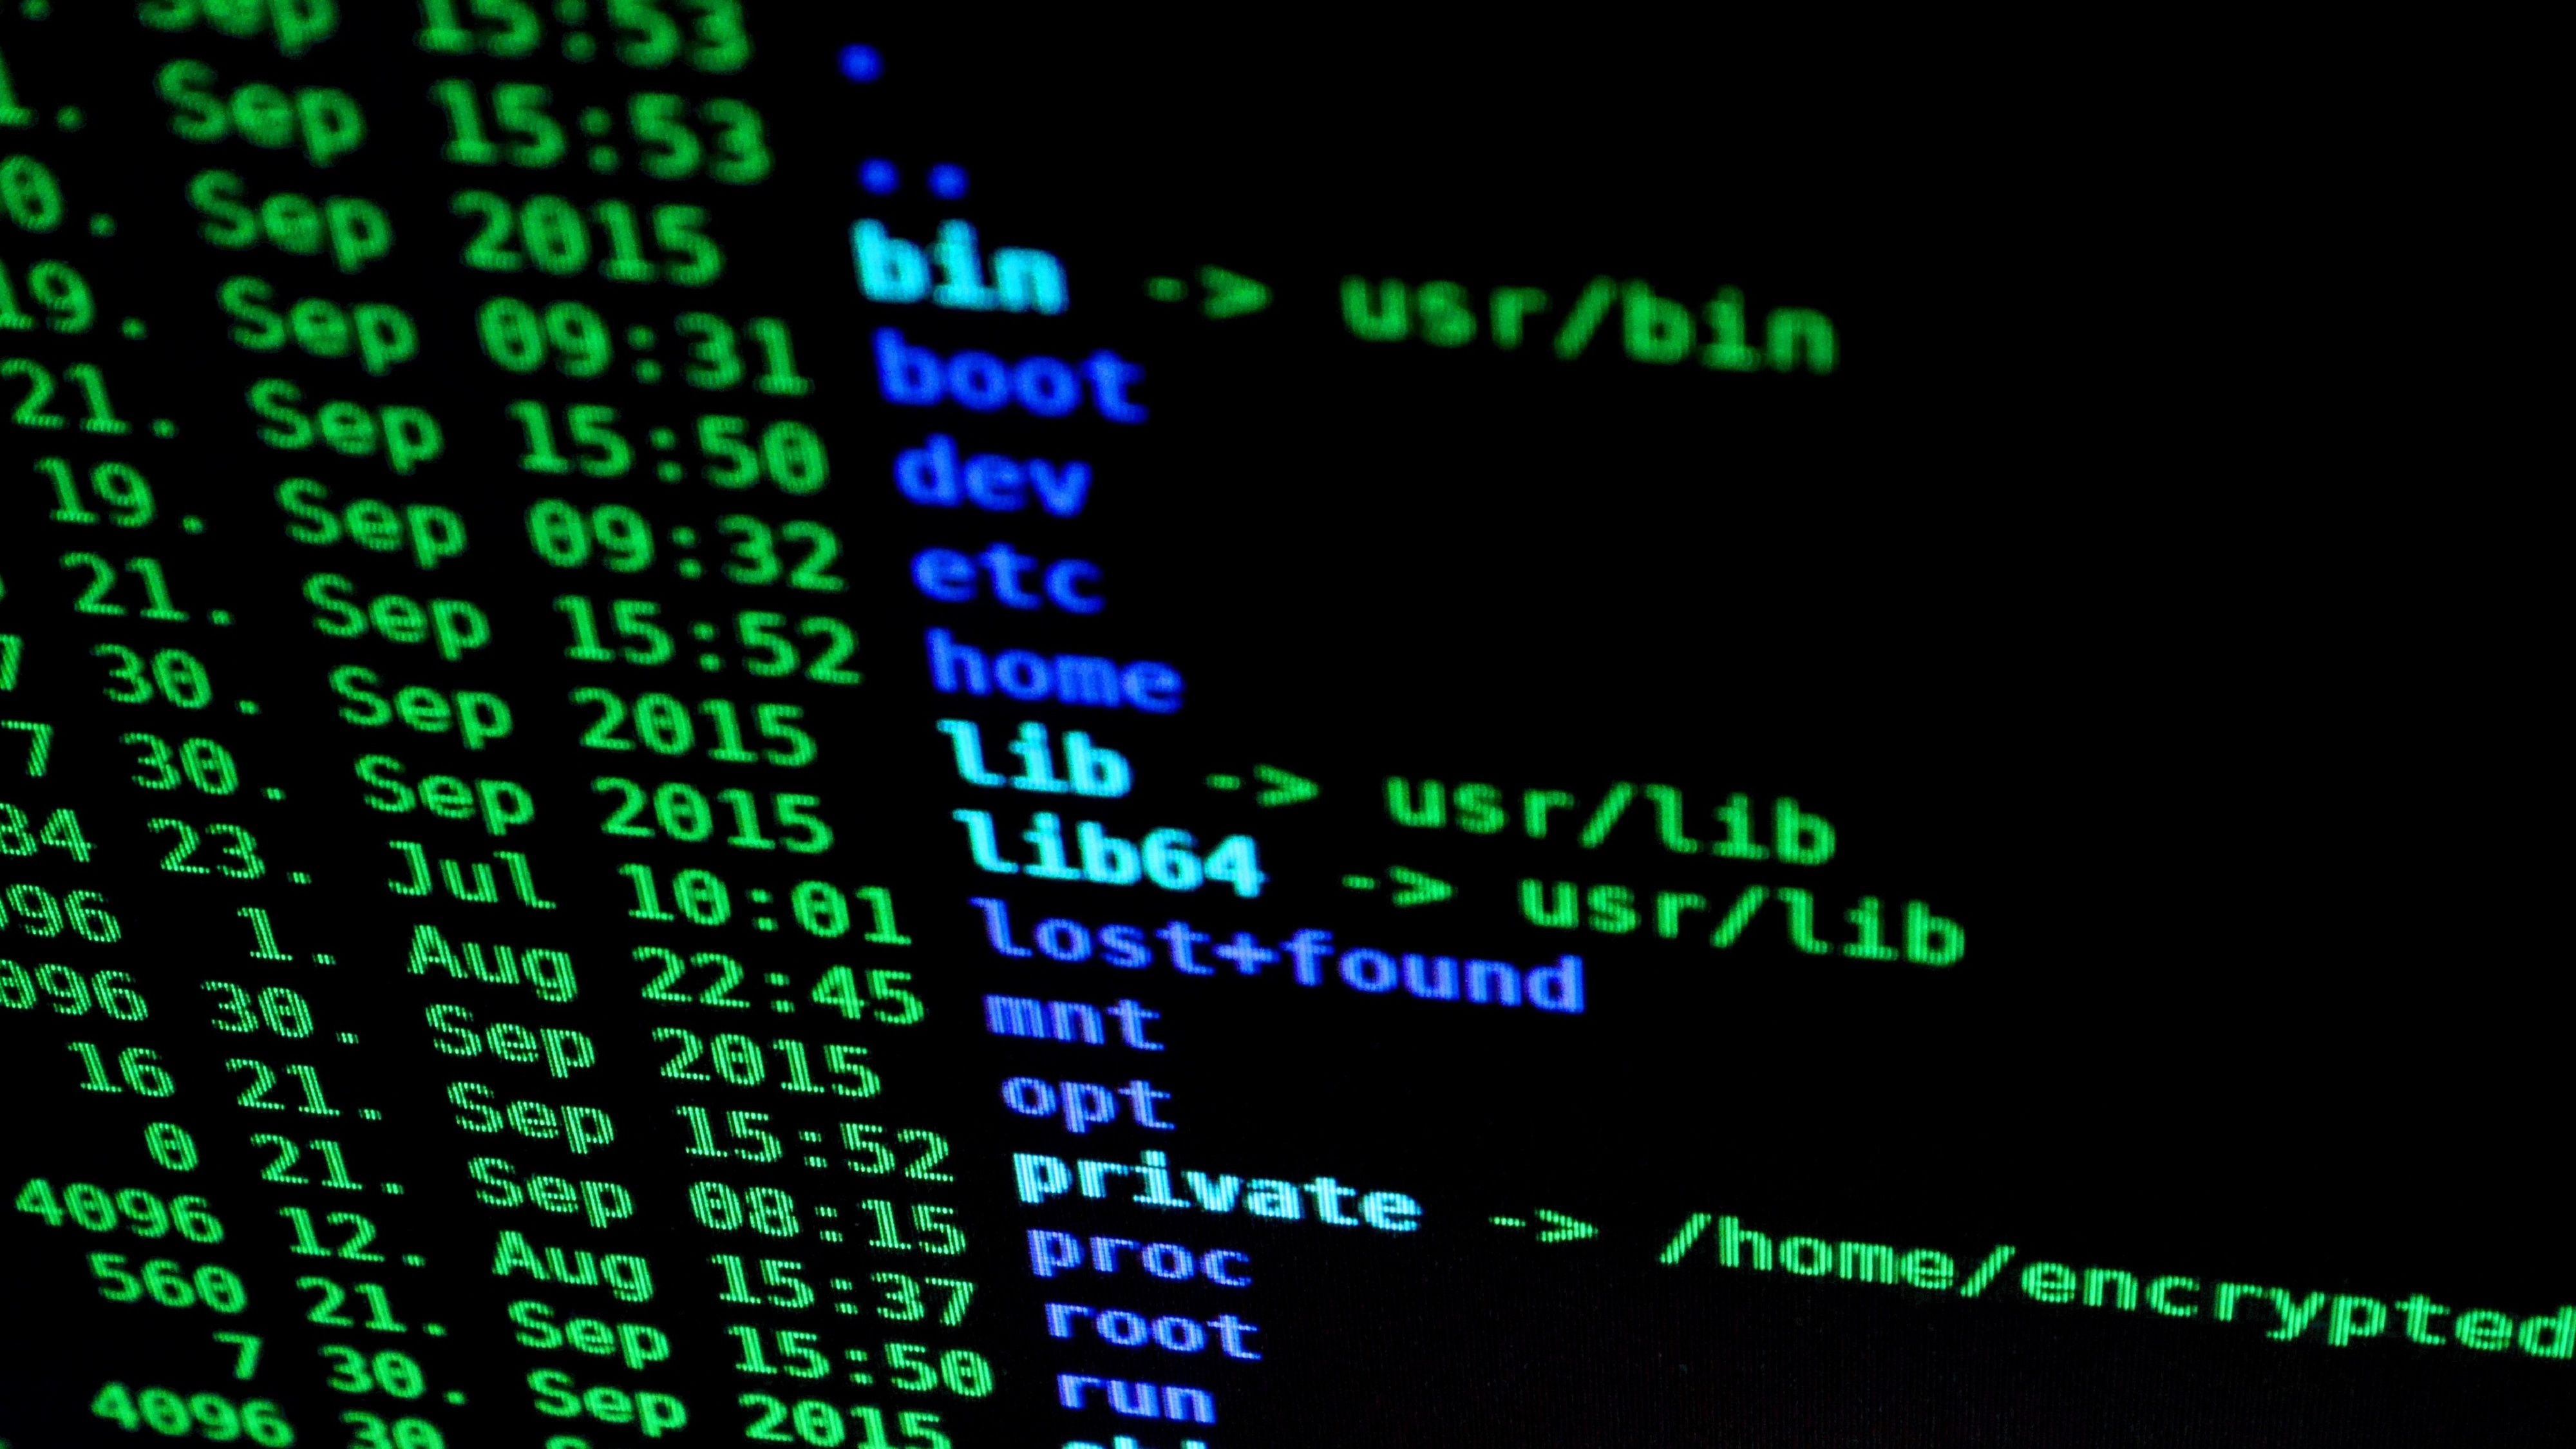 . Sep 15:53 .
1. Sep 15:53 ..
0. Sep 2015 bin -> usr/bin
19. Sep 09:31 boot
21. Sep 15:50 dev
19. Sep 09:32 etc
21. Sep 15:52 home
7 30. Sep 2015 lib -> usr/lib
7 30. Sep 2015 lib64 -> usr/lib
84 23. Jul 10:01 lost+found
096 1. Aug 22:45 mnt
096 30. Sep 2015 opt
16 21. Sep 15:52 private -> /home/encrypted
0 21. Sep 08:15 proc
4096 12. Aug 15:37 root
560 21. Sep 15:50 run
7 30. Sep 2015
4096 30.